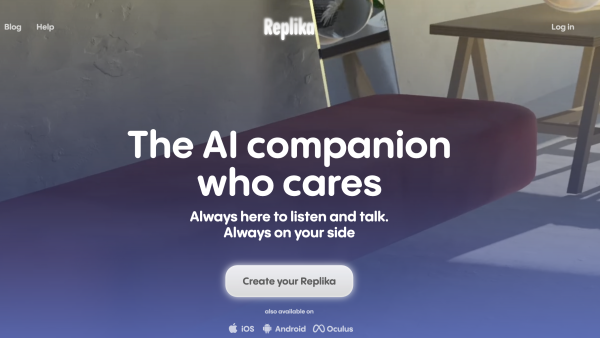 Blog Help Replika Log in
The AI companion
who cares
Always here to listen and talk.
Always on your side
Create your Replika
also available on
iOS Android Oculus